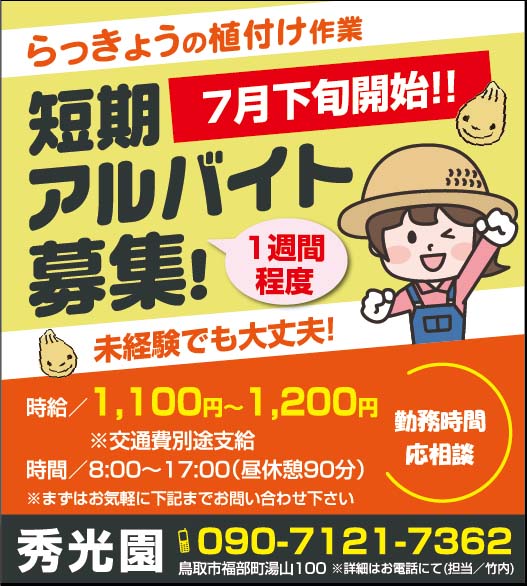 らっきょうの植付け作業
7月下旬開始!!
短期
アルバイト
募集!
1週間
程度
未経験でも大丈夫!
時給／1,100円～1,200円
※交通費別途支給
時間／8:00～17:00(昼休憩90分)
※まずはお気軽に下記までお問い合わせ下さい
勤務時間
応相談
秀光園
090-7121-7362
鳥取市福部町湯山100 ※詳細はお電話にて(担当／竹内)